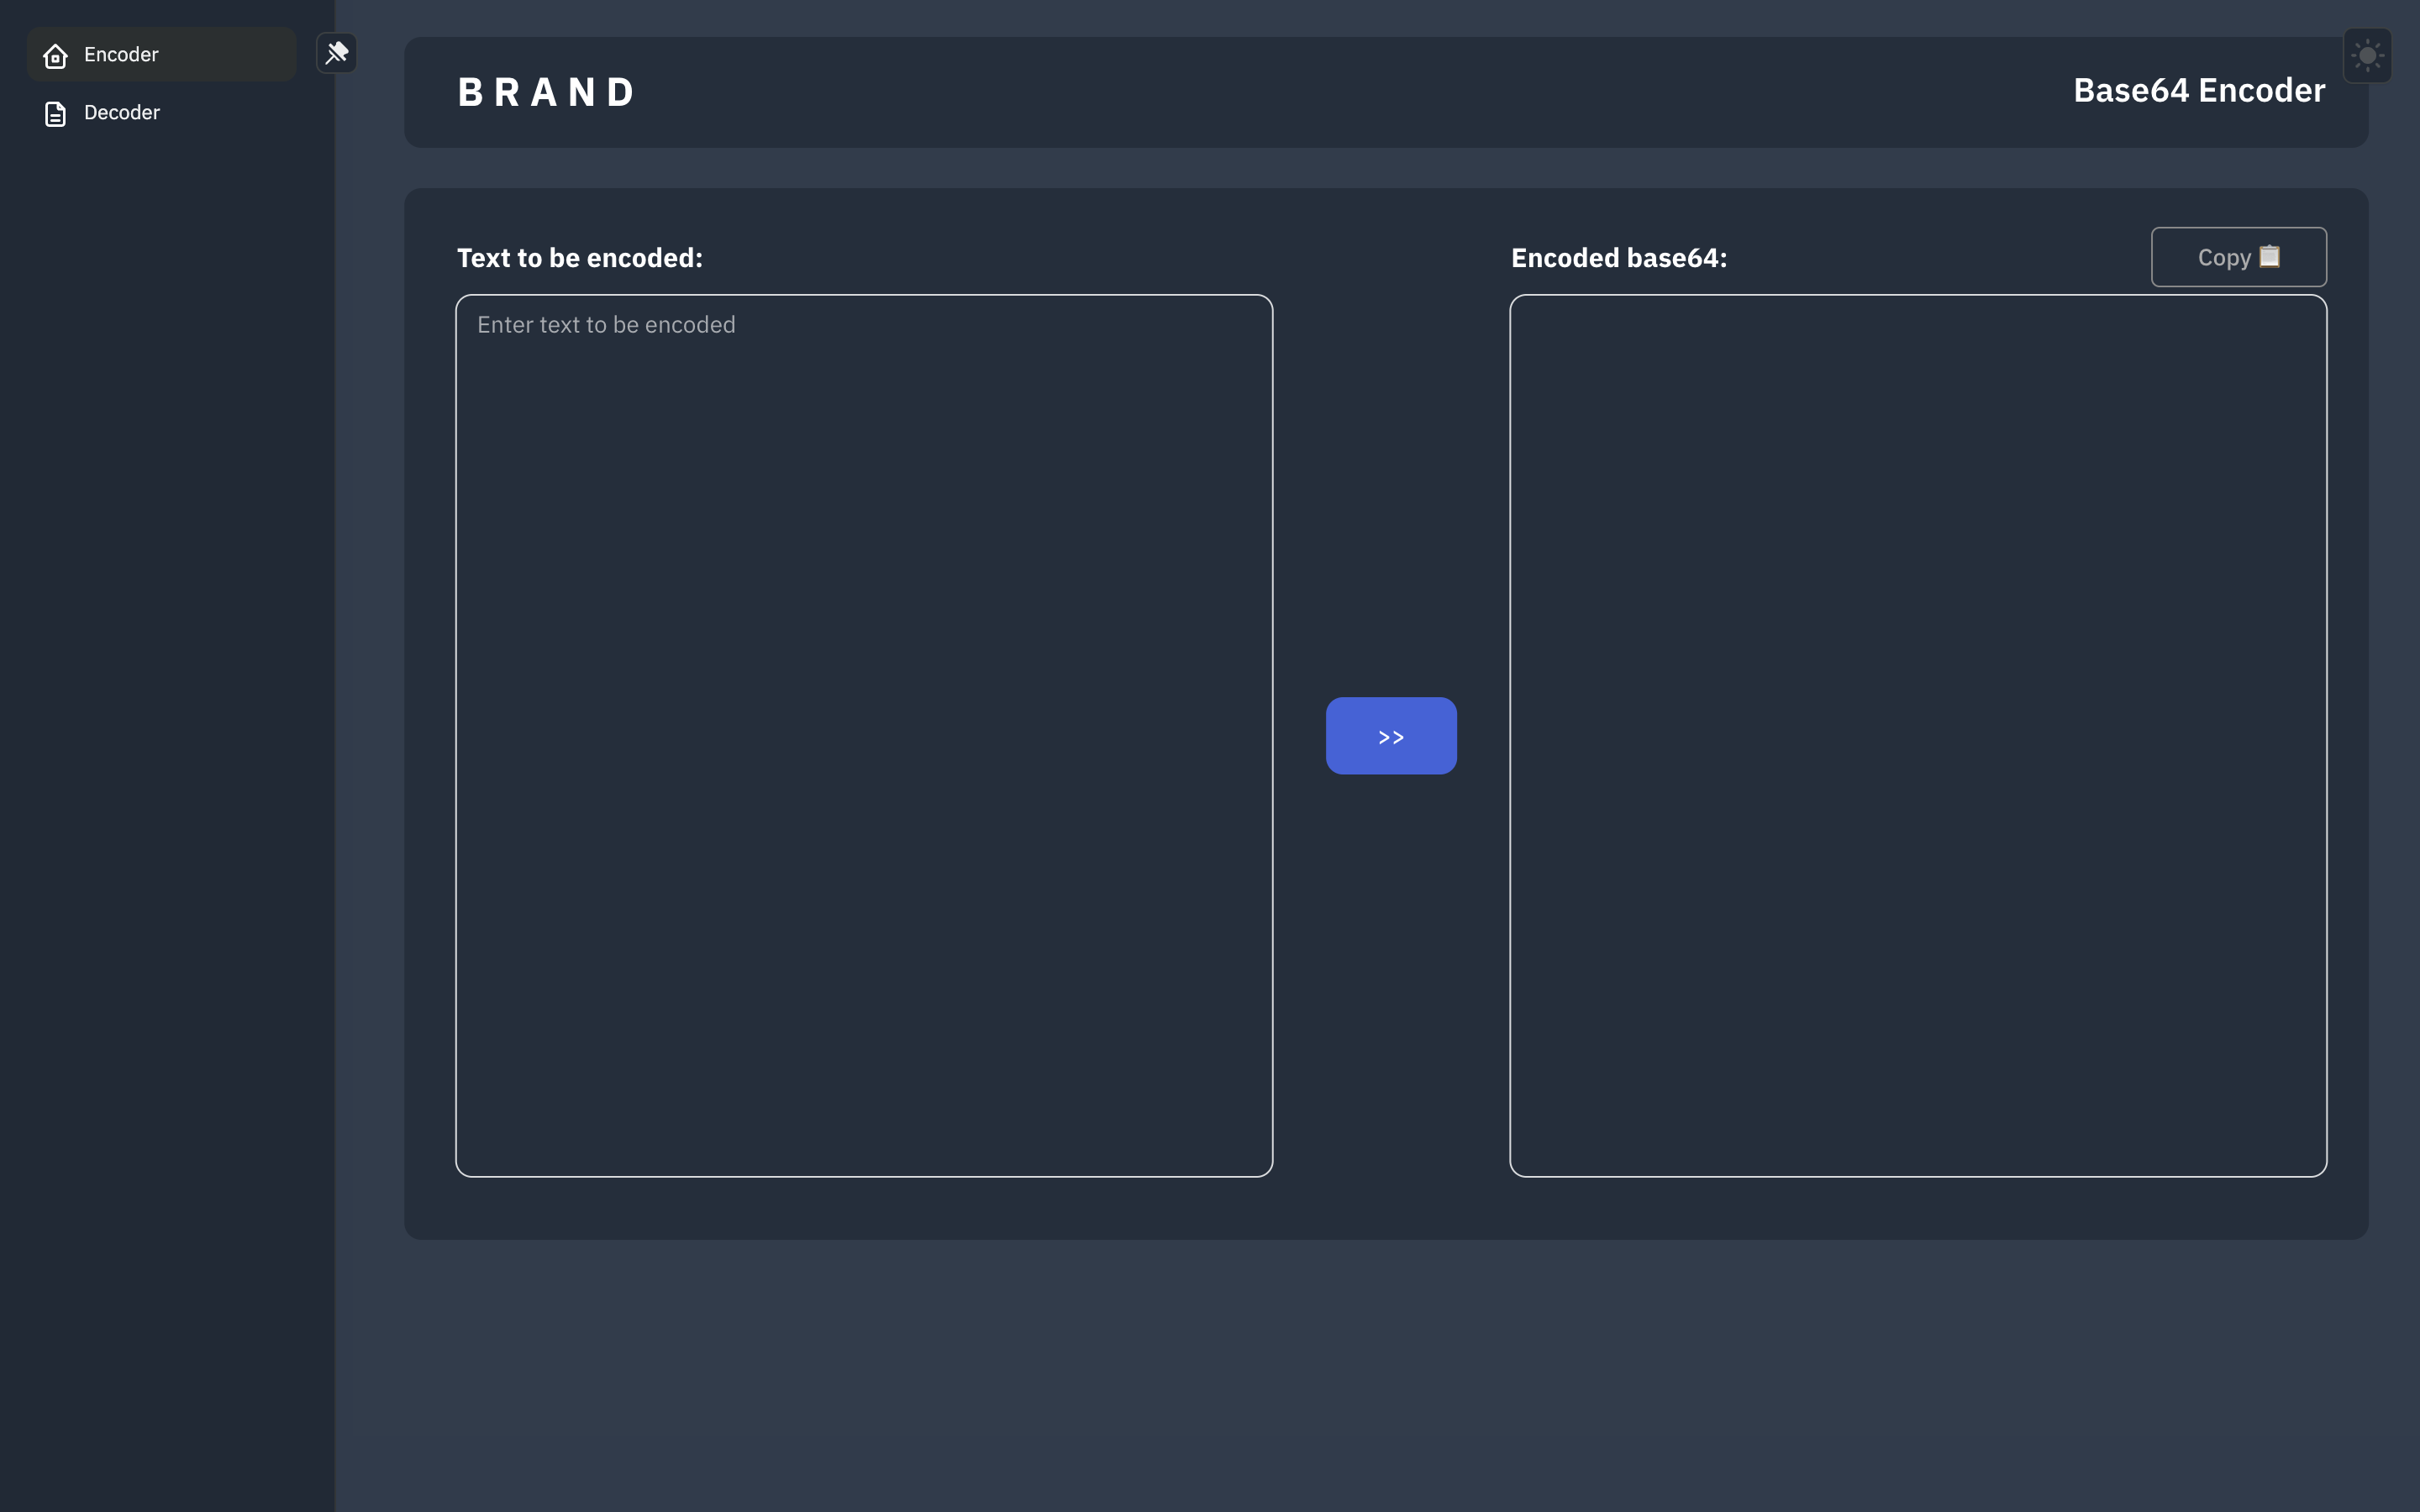 Encoder
Decoder
BRAND
Base64 Encoder
Text to be encoded:
Enter text to be encoded
>>
Encoded base64:
Copy 📋